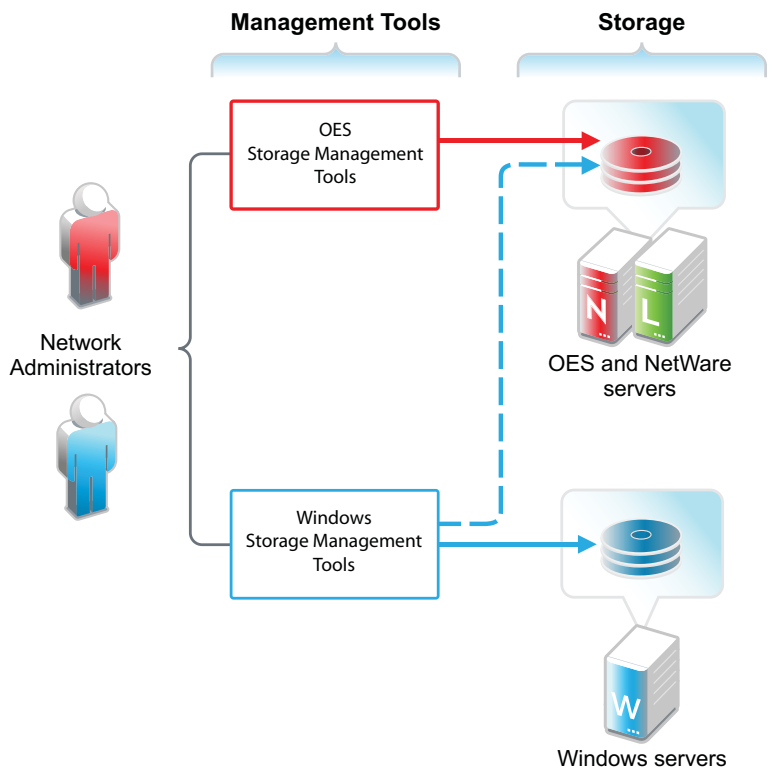 Management Tools
Storage
OES
Storage Management
Tools
N
L
Network
Administrators
OES and NetWare
servers
Windows
Storage Management
Tools
W
Windows servers